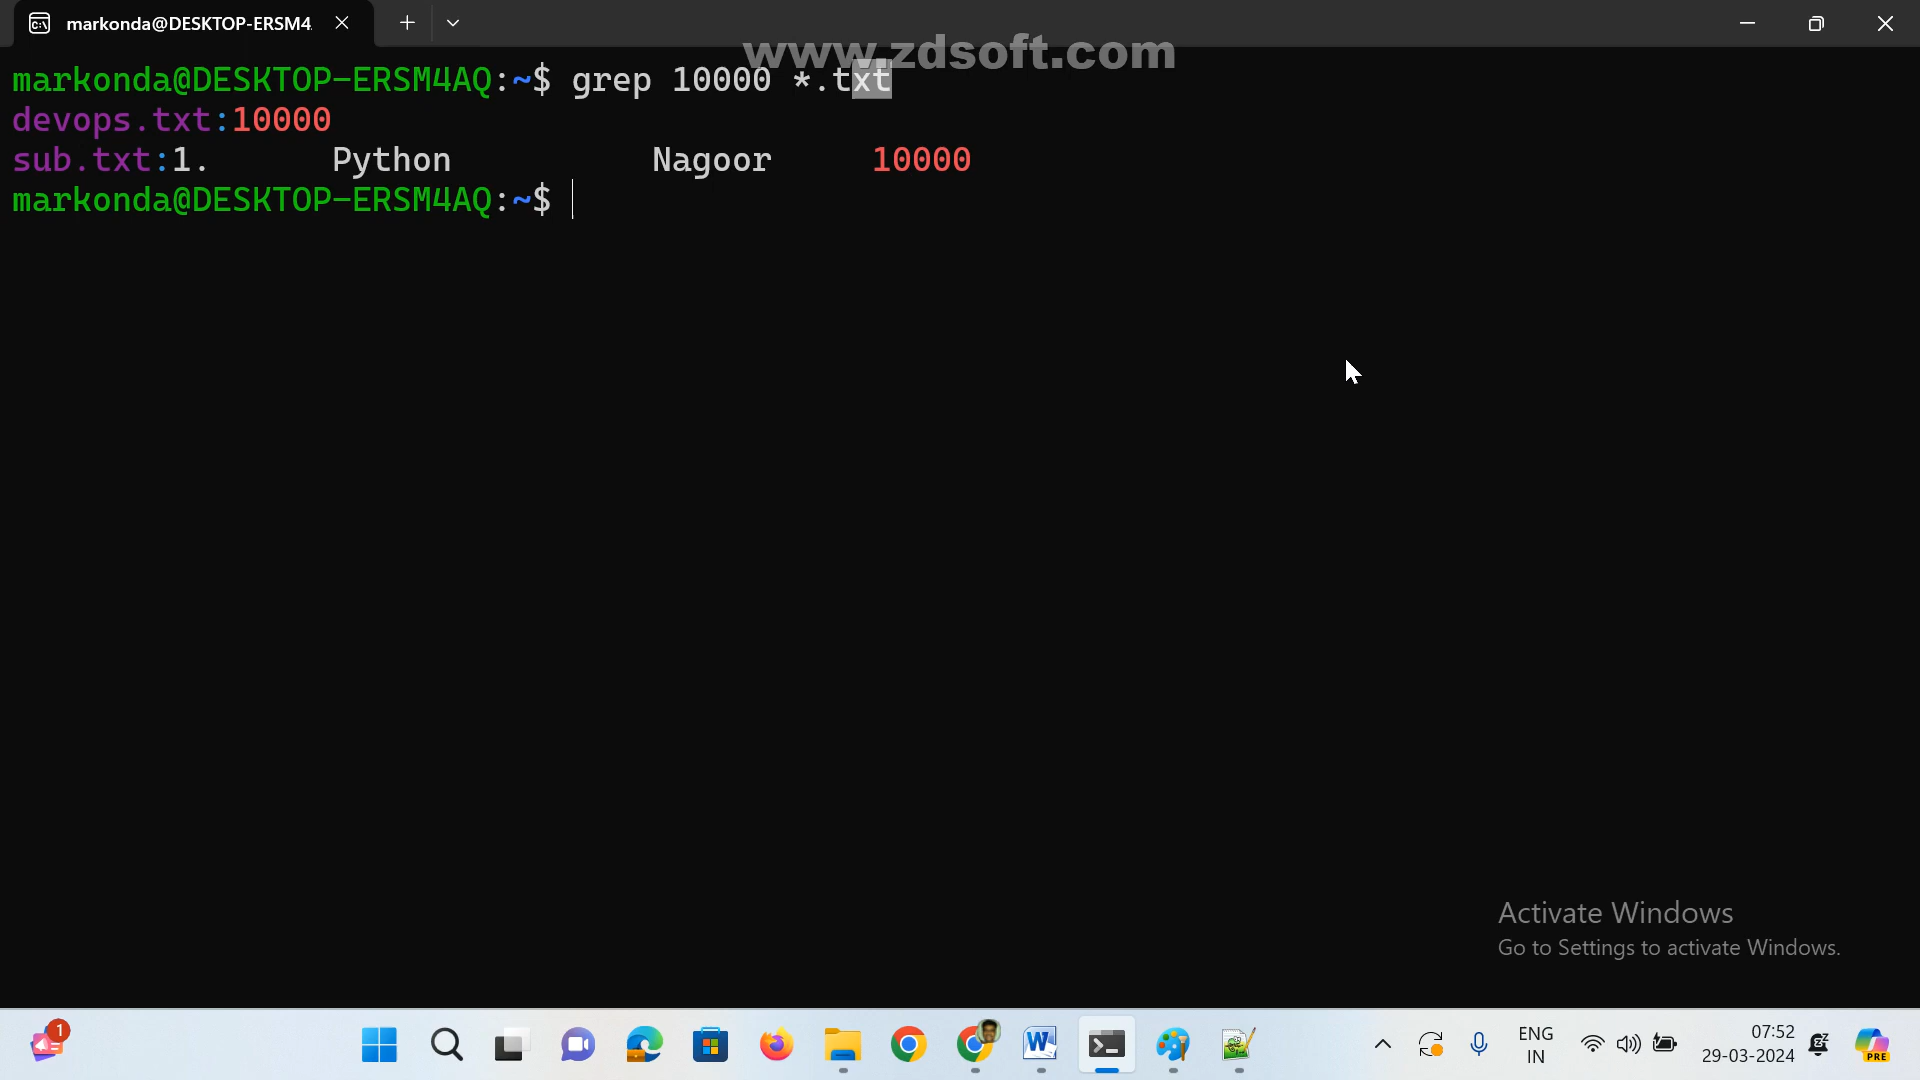 markonda@DESKTOP-ERSM4.
www.zdsoft.com
markonda@DESKTOP-ERSM4AQ:~$ grep 10000 *.txt
devops.txt:10000
sub.txt:1. Python Nagoor 10000
markonda@DESKTOP-ERSM4AQ:~$
Activate Windows
Go to Settings to activate Windows.
1
ENG
IN
07:52
29-03-2024
PRE